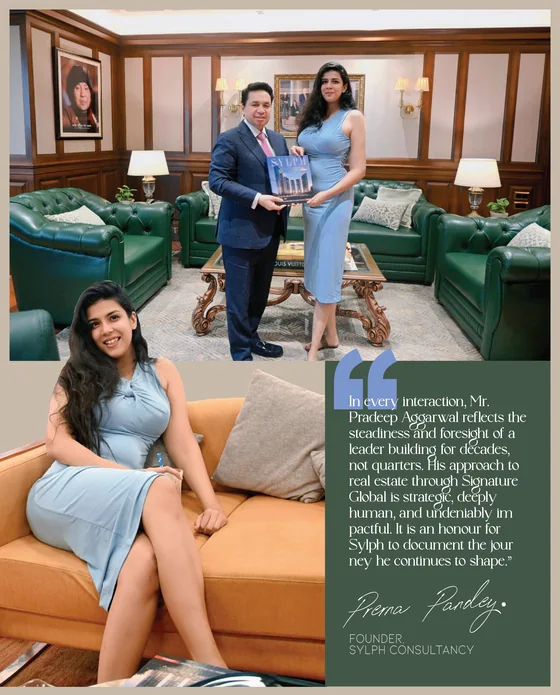 SYLPH
LOUIS VUITTON
“
In every interaction, Mr.
Pradeep Aggarwal reflects the
steadiness and foresight of a
leader building for decades,
not quarters. His approach to
real estate through Signature
Global is strategic, deeply
human, and undeniably im
pactful. It is an honour for
Sylph to document the jour
ney he continues to shape.”
Prerna Pandey.
FOUNDER,
SYLPH CONSULTANCY